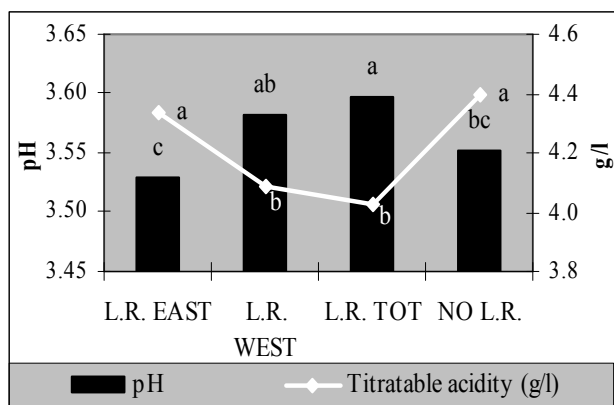 3.65
3.60
3.55
3.50
3.45
pH
4.6
4.4
4.2
4.0
3.8
g/l
c
ab
a
bc
a
b
b
a
L.R. EAST
L.R. WEST
L.R. TOT
NO L.R.
pH
Titratable acidity (g/l)